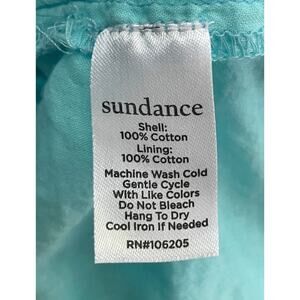 sundance
Shell:
100% Cotton
Lining:
100% Cotton
Machine Wash Cold
Gentle Cycle
With Like Colors
Do Not Bleach
Hang To Dry
Cool Iron If Needed
RN#106205